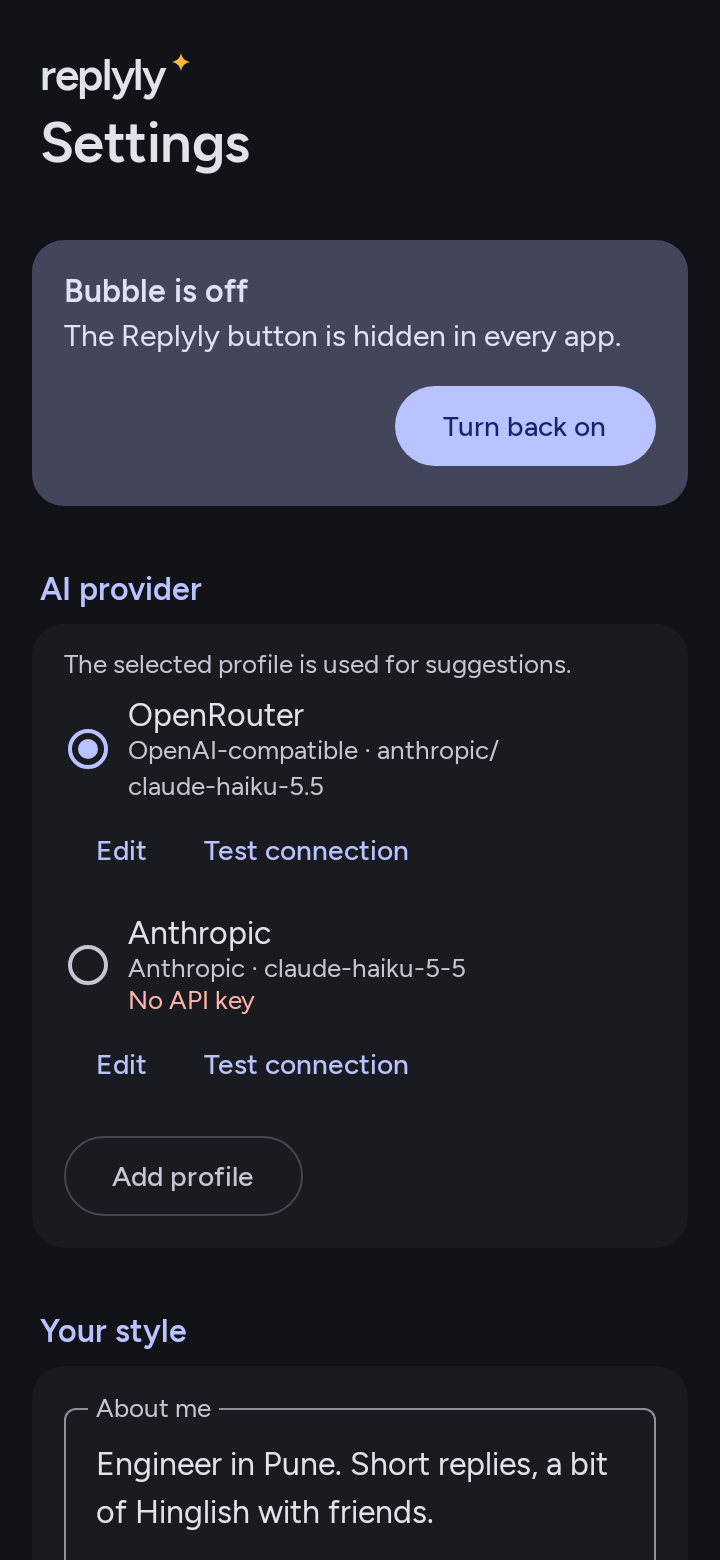 replyly
Settings
Bubble is off
The Replyly button is hidden in every app.
Turn back on
AI provider
The selected profile is used for suggestions.
OpenRouter
OpenAI-compatible · anthropic/
claude-haiku-5.5
Edit Test connection
Anthropic
Anthropic · claude-haiku-5-5
No API key
Edit Test connection
Add profile
Your style
About me
Engineer in Pune. Short replies, a bit
of Hinglish with friends.